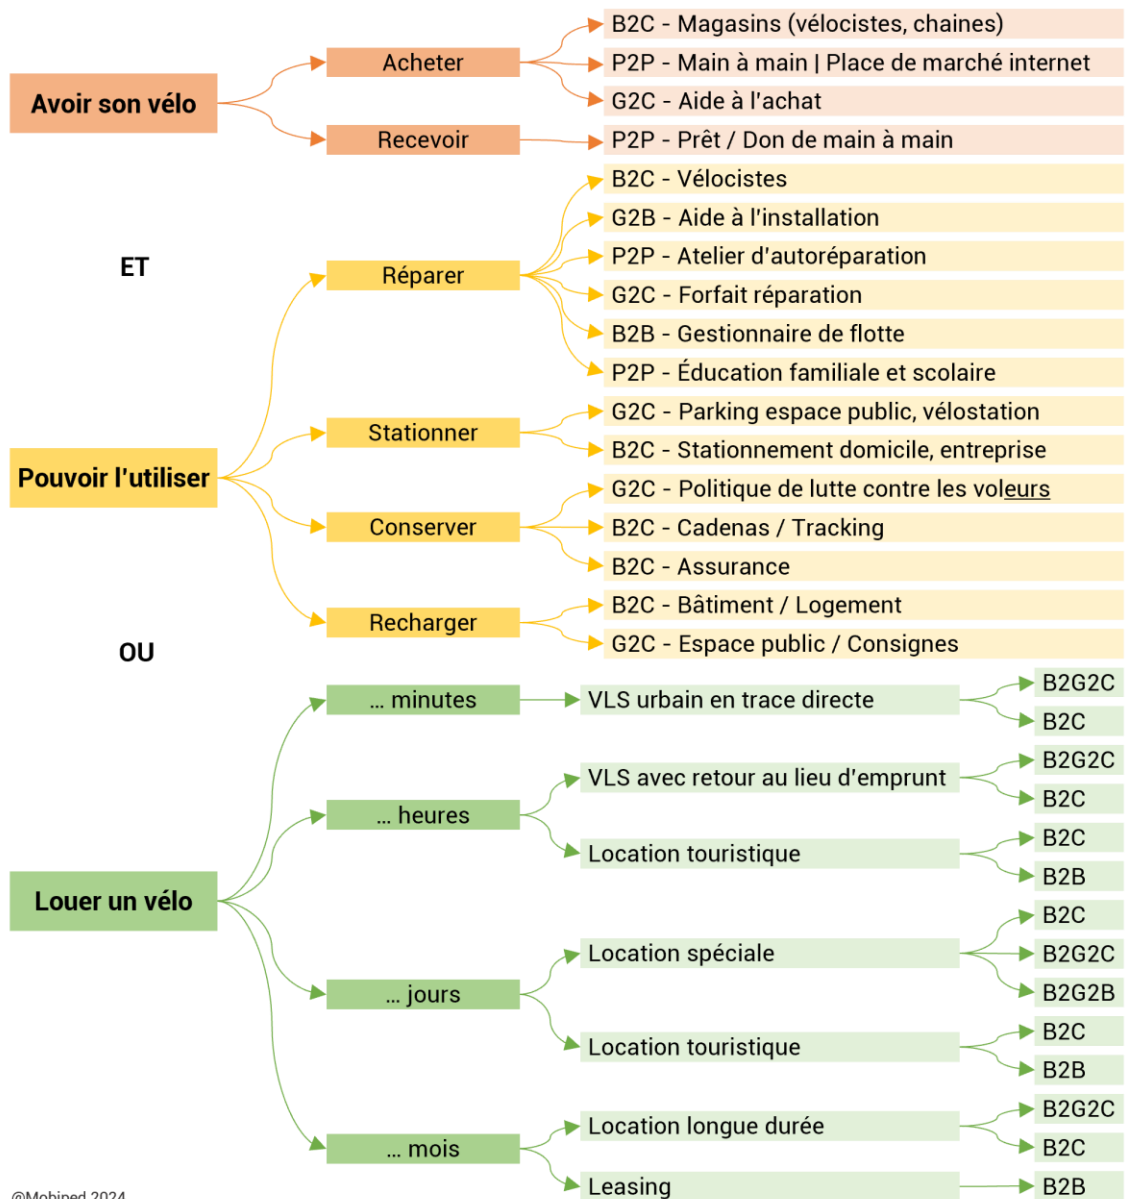 Avoir son vélo
Acheter
B2C - Magasins (vélocistes, chaines)
P2P - Main à main | Place de marché internet
G2C - Aide à l'achat
Recevoir
P2P - Prêt / Don de main à main
ET
Pouvoir l'utiliser
Réparer
B2C - Vélocistes
G2B - Aide à l'installation
P2P - Atelier d'autoréparation
G2C - Forfait réparation
B2B - Gestionnaire de flotte
P2P - Éducation familiale et scolaire
Stationner
G2C - Parking espace public, vélostation
B2C - Stationnement domicile, entreprise
Conserver
G2C - Politique de lutte contre les voleurs
B2C - Cadenas / Tracking
B2C - Assurance
Recharger
B2C - Bâtiment / Logement
G2C - Espace public / Consignes
OU
Louer un vélo
... minutes
VLS urbain en trace directe
B2G2C
B2C
... heures
VLS avec retour au lieu d'emprunt
B2G2C
B2C
Location touristique
B2C
B2B
... jours
Location spéciale
B2C
B2G2C
B2G2B
Location touristique
B2C
B2B
... mois
Location longue durée
B2G2C
B2C
Leasing
B2B
@Mobiped 2024